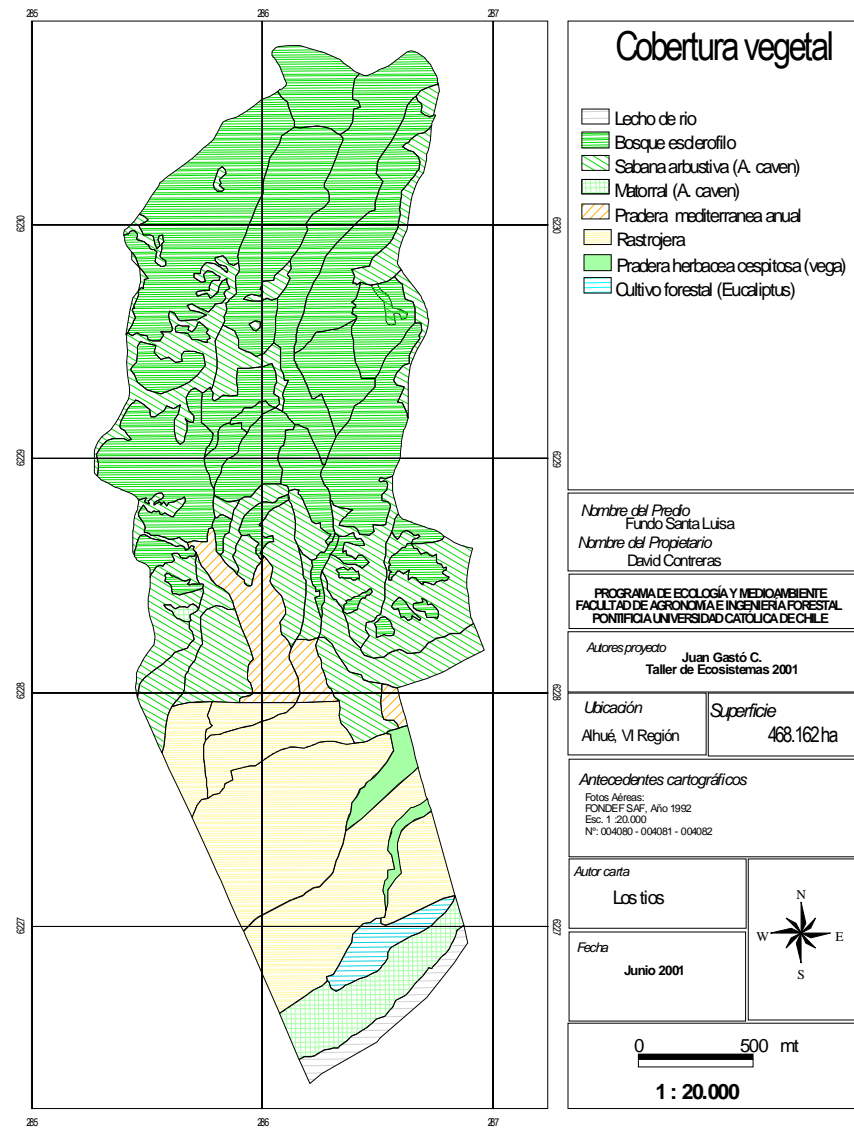 285
286
287
Cobertura vegetal
Lecho de rio
Bosque esclerofilo
Sabana arbustiva (A. caven)
Matorral (A. caven)
Pradera mediterranea anual
Rastrojera
Pradera herbacea cespitosa (vega)
Cultivo forestal (Eucaliptus)
6230
6230
6229
6229
6228
6228
6227
6227
Nombre del Predio
Fundo Santa Luisa
Nombre del Propietario
David Contreras
PROGRAMA DE ECOLOGÍA Y MEDIOAMBIENTE
FACULTAD DE AGRONOMÍA E INGENIERÍA FORESTAL
PONTIFICIA UNIVERSIDAD CATÓLICA DE CHILE
Autores proyecto
Juan Gastó C.
Taller de Ecosistemas 2001
Ubicación
Alhué, VI Región
Superficie
468.162 ha
Antecedentes cartográficos
Fotos Aéreas:
FONDEF SAF, Año 1992
Esc. 1 :20.000
N°: 004080 - 004081 - 004082
Autor carta
Los tios
Fecha
Junio 2001
N
W E
S
0 500 mt
1 : 20.000
285
286
287